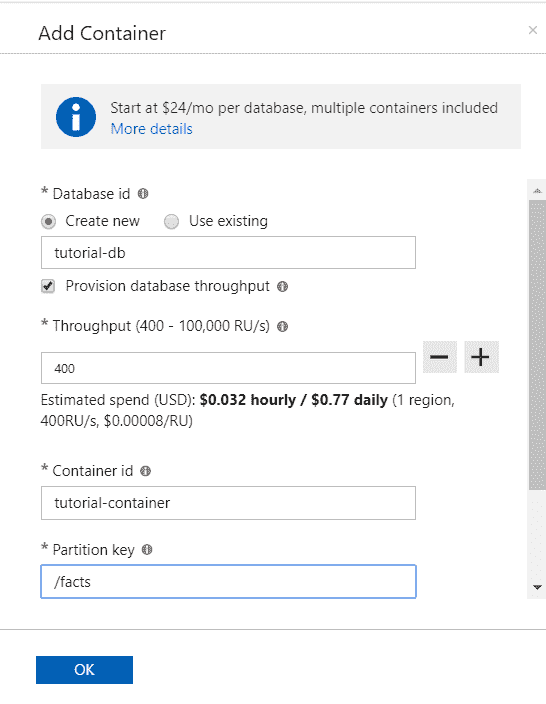 Add Container
×
i
Start at $24/mo per database, multiple containers included
More details
* Database id i
Create new Use existing
tutorial-db
Provision database throughput i
* Throughput (400 - 100,000 RU/s) i
400
Estimated spend (USD): $0.032 hourly / $0.77 daily (1 region,
400RU/s, $0.00008/RU)
* Container id i
tutorial-container
* Partition key i
/facts
OK